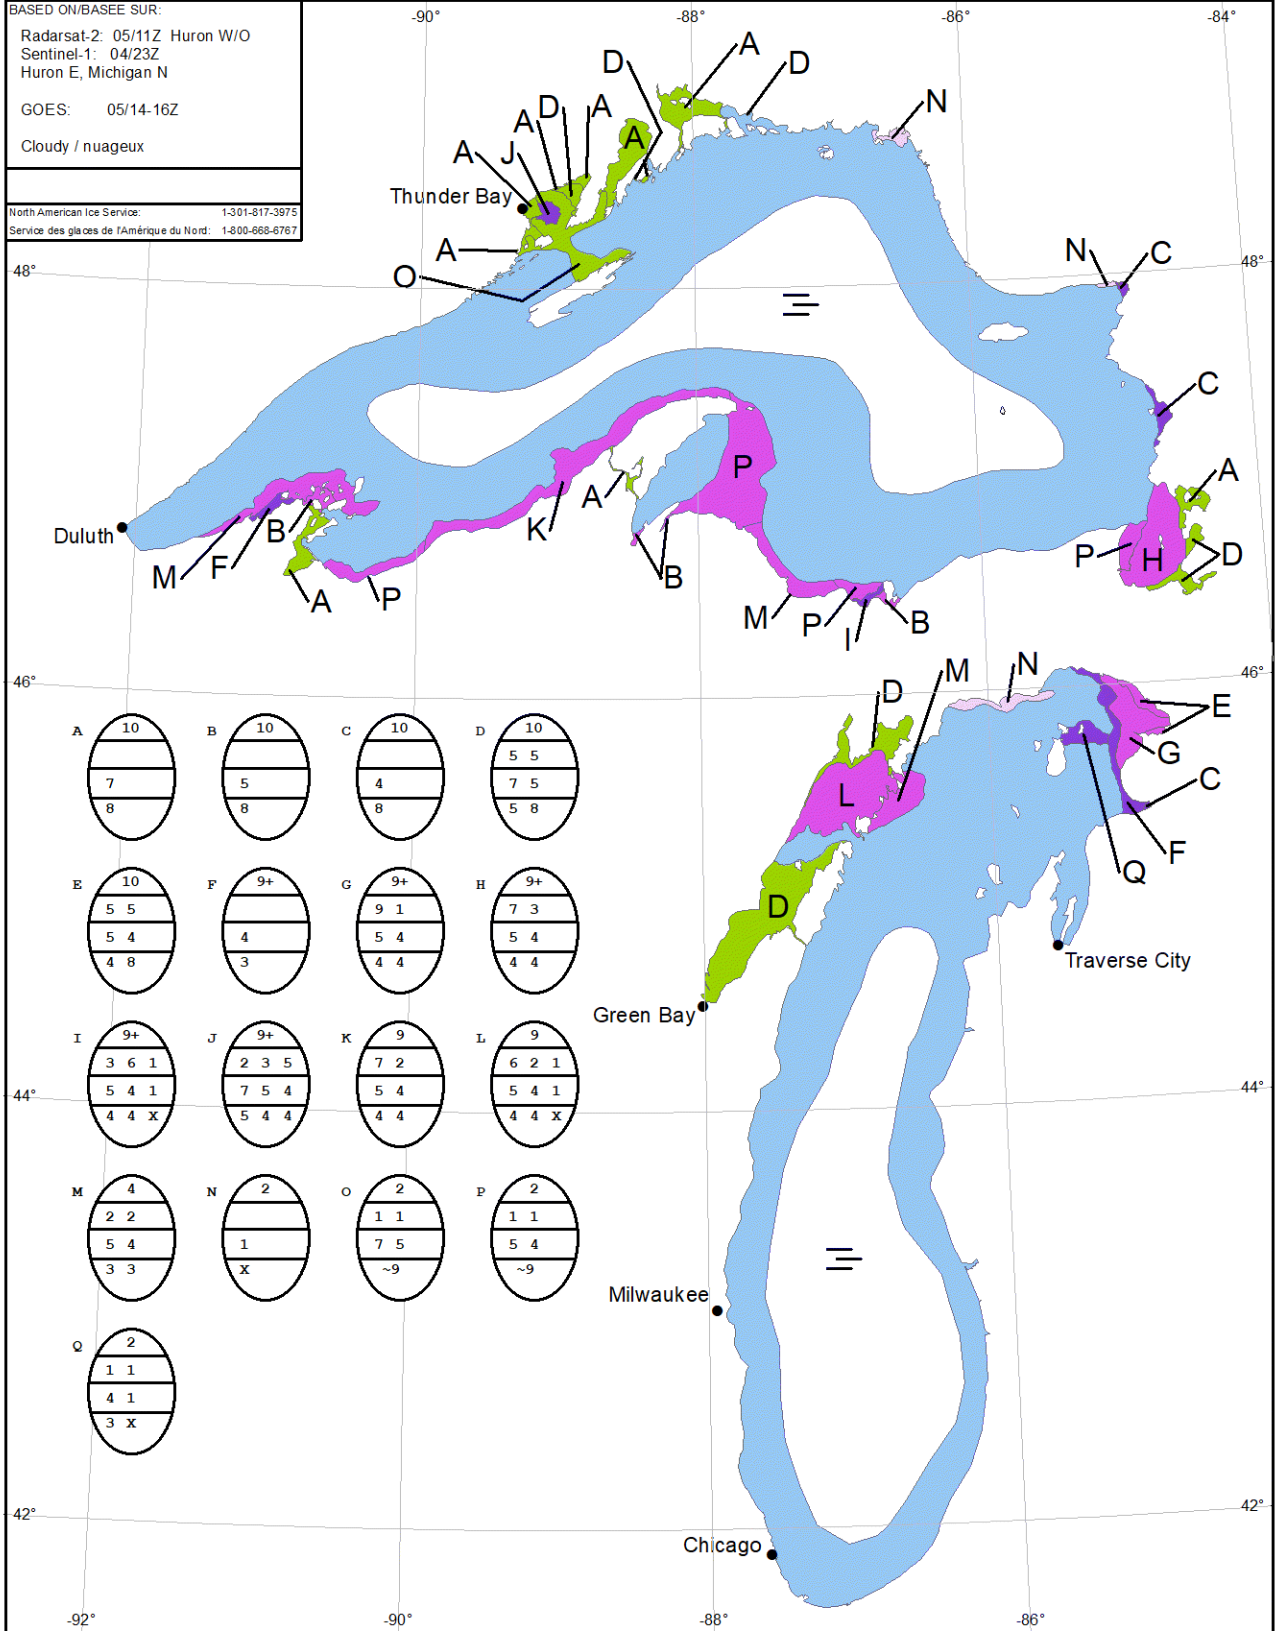 BASED ON/BASEE SUR:
Radarsat-2: 05/11Z Huron W/O
Sentinel-1: 04/23Z
Huron E, Michigan N
GOES: 05/14-16Z
Cloudy / nuageux
North American Ice Service: 1-301-817-3975
Service des glaces de l'Amérique du Nord: 1-800-668-6767
-90° -88° -86° -84°
D A D
N
A D A
A
A J
Thunder Bay
A
O
48°
N C 48°
C
P
A
A
K
Duluth
B
M F
A P
B
P H D
M P I B
46°
D M N 46°
E
G
L
C
F
Q
D
Traverse City
Green Bay
A 10
7
8
B 10
5
8
C 10
4
8
D 10
5 5
7 5
5 8
E 10
5 5
5 4
4 8
F 9+
4
3
G 9+
9 1
5 4
4 4
H 9+
7 3
5 4
4 4
I 9+
3 6 1
5 4 1
4 4 X
J 9+
2 3 5
7 5 4
5 4 4
K 9
7 2
5 4
4 4
L 9
6 2 1
5 4 1
4 4 X
44° 44°
M 4
2 2
5 4
3 3
N 2
1
X
O 2
1 1
7 5
~9
P 2
1 1
5 4
~9
Q 2
1 1
4 1
3 X
Milwaukee
42° 42°
Chicago
-92° -90° -88° -86°